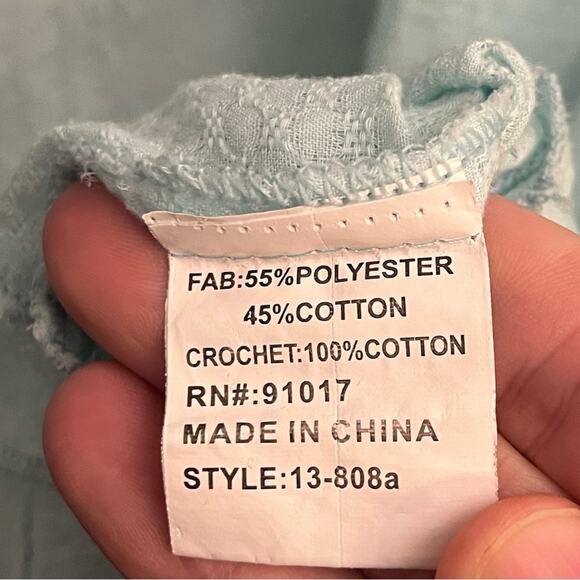 FAB:55%POLYESTER
45%COTTON
CROCHET:100%COTTON
RN#:91017
MADE IN CHINA
STYLE:13-808a